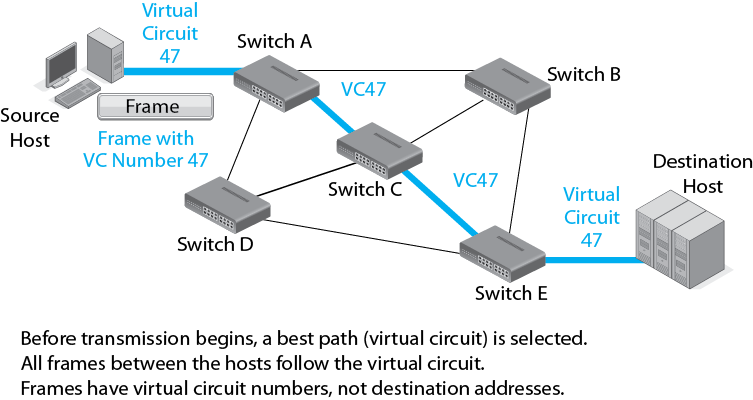 Virtual
Circuit
47
Switch A
Switch B
VC47
Source
Host
Frame
Frame with
VC Number 47
Switch C
VC47
Destination
Host
Virtual
Circuit
47
Switch D
Switch E
Before transmission begins, a best path (virtual circuit) is selected.
All frames between the hosts follow the virtual circuit.
Frames have virtual circuit numbers, not destination addresses.